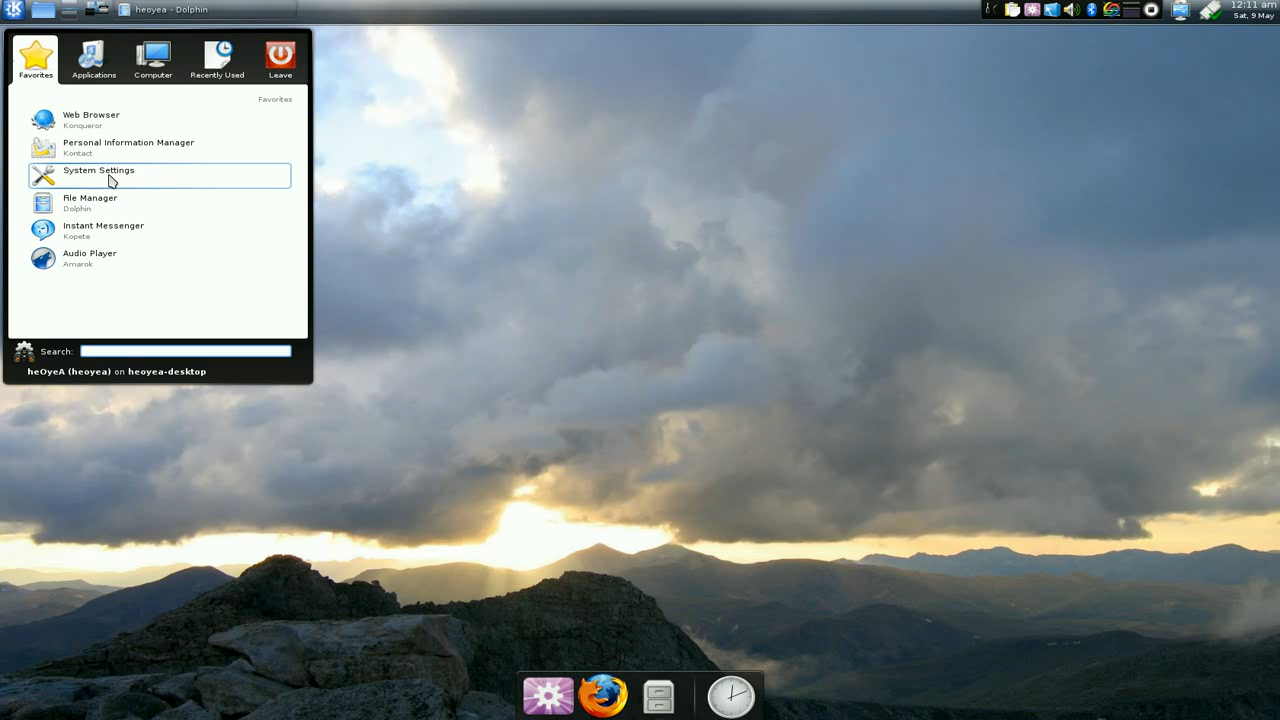 heoyea - Dolphin
12:11 am
Sat, 9 May
Favorites
Applications
Computer
Recently Used
Leave
Favorites
Web Browser
Konqueror
Personal Information Manager
Kontact
System Settings
File Manager
Dolphin
Instant Messenger
Kopete
Audio Player
Amarok
Search:
heOyeA (heoyea) on heoyea-desktop